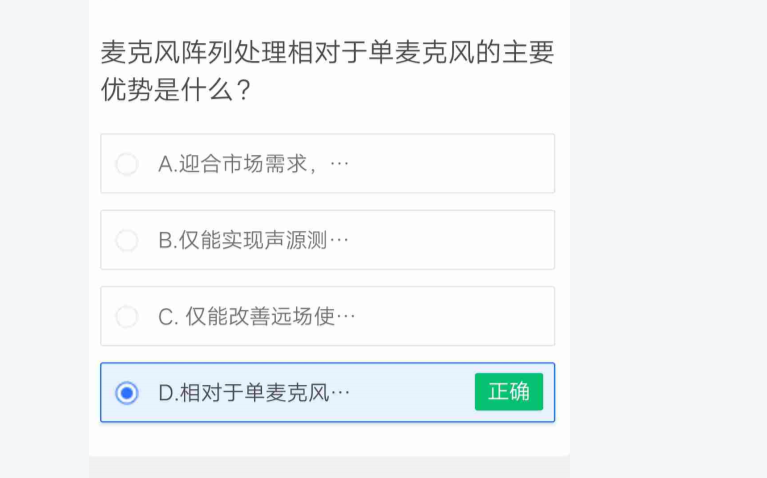 麦克风阵列处理相对于单麦克风的主要
优势是什么？
A.迎合市场需求，…
B.仅能实现声源测…
C. 仅能改善远场使…
D.相对于单麦克风…
正确